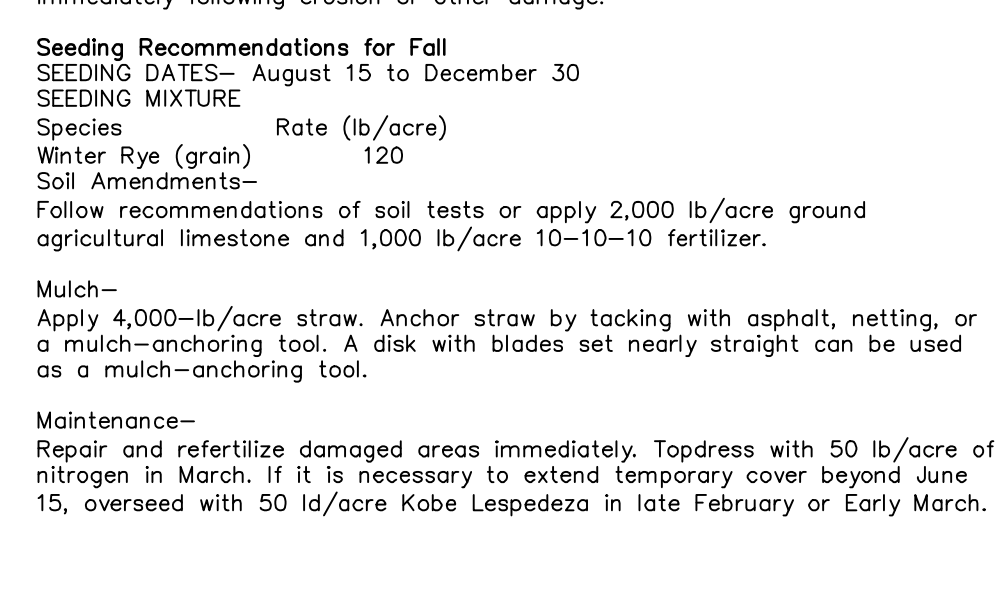 immediately following erosion or other damage.
Seeding Recommendations for Fall
SEEDING DATES– August 15 to December 30
SEEDING MIXTURE
Species Rate (lb/acre)
Winter Rye (grain) 120
Soil Amendments–
Follow recommendations of soil tests or apply 2,000 lb/acre ground
agricultural limestone and 1,000 lb/acre 10–10–10 fertilizer.
Mulch–
Apply 4,000–lb/acre straw. Anchor straw by tacking with asphalt, netting, or
a mulch–anchoring tool. A disk with blades set nearly straight can be used
as a mulch–anchoring tool.
Maintenance–
Repair and refertilize damaged areas immediately. Topdress with 50 lb/acre of
nitrogen in March. If it is necessary to extend temporary cover beyond June
15, overseed with 50 ld/acre Kobe Lespedeza in late February or Early March.